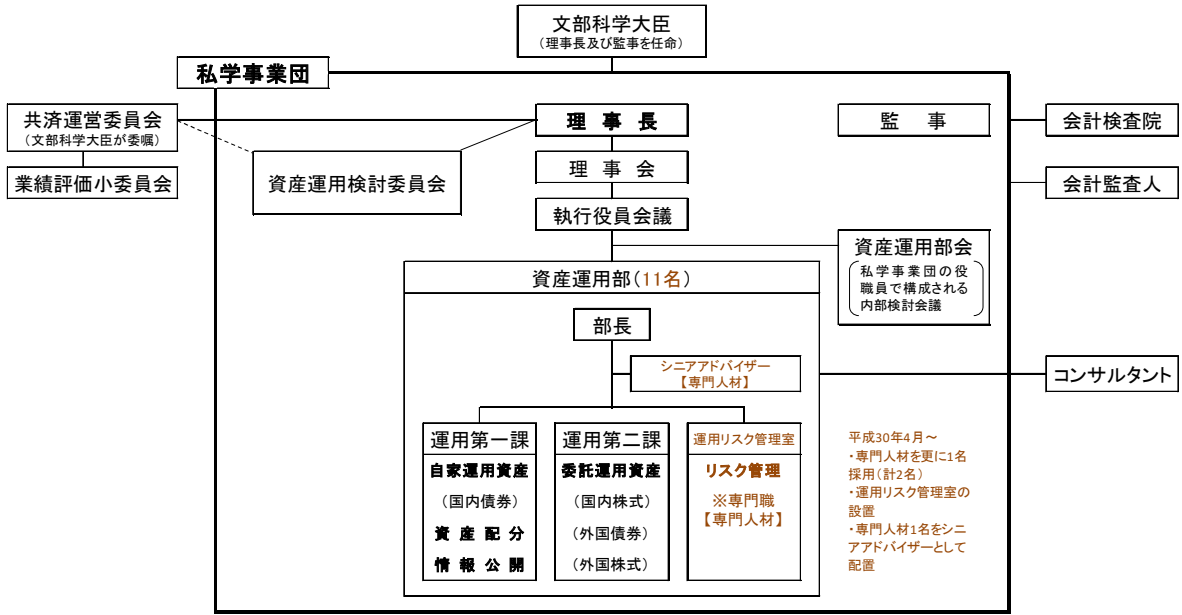 文部科学大臣
（理事長及び監事を任命）
私学事業団
共済運営委員会
（文部科学大臣が委嘱）
理事長
監事
会計検査院
業績評価小委員会
資産運用検討委員会
理事会
会計監査人
執行役員会議
資産運用部会
私学事業団の役
職員で構成される
内部検討会議
資産運用部（11名）
部長
シニアアドバイザー
【専門人材】
コンサルタント
運用第一課
自家運用資産
（国内債券）
資産配分
情報公開
運用第二課
委託運用資産
（国内株式）
（外国債券）
（外国株式）
運用リスク管理室
リスク管理
※専門職
【専門人材】
平成30年4月～
・専門人材を更に1名
採用（計2名）
・運用リスク管理室の
設置
・専門人材1名をシニ
アアドバイザーとして
配置